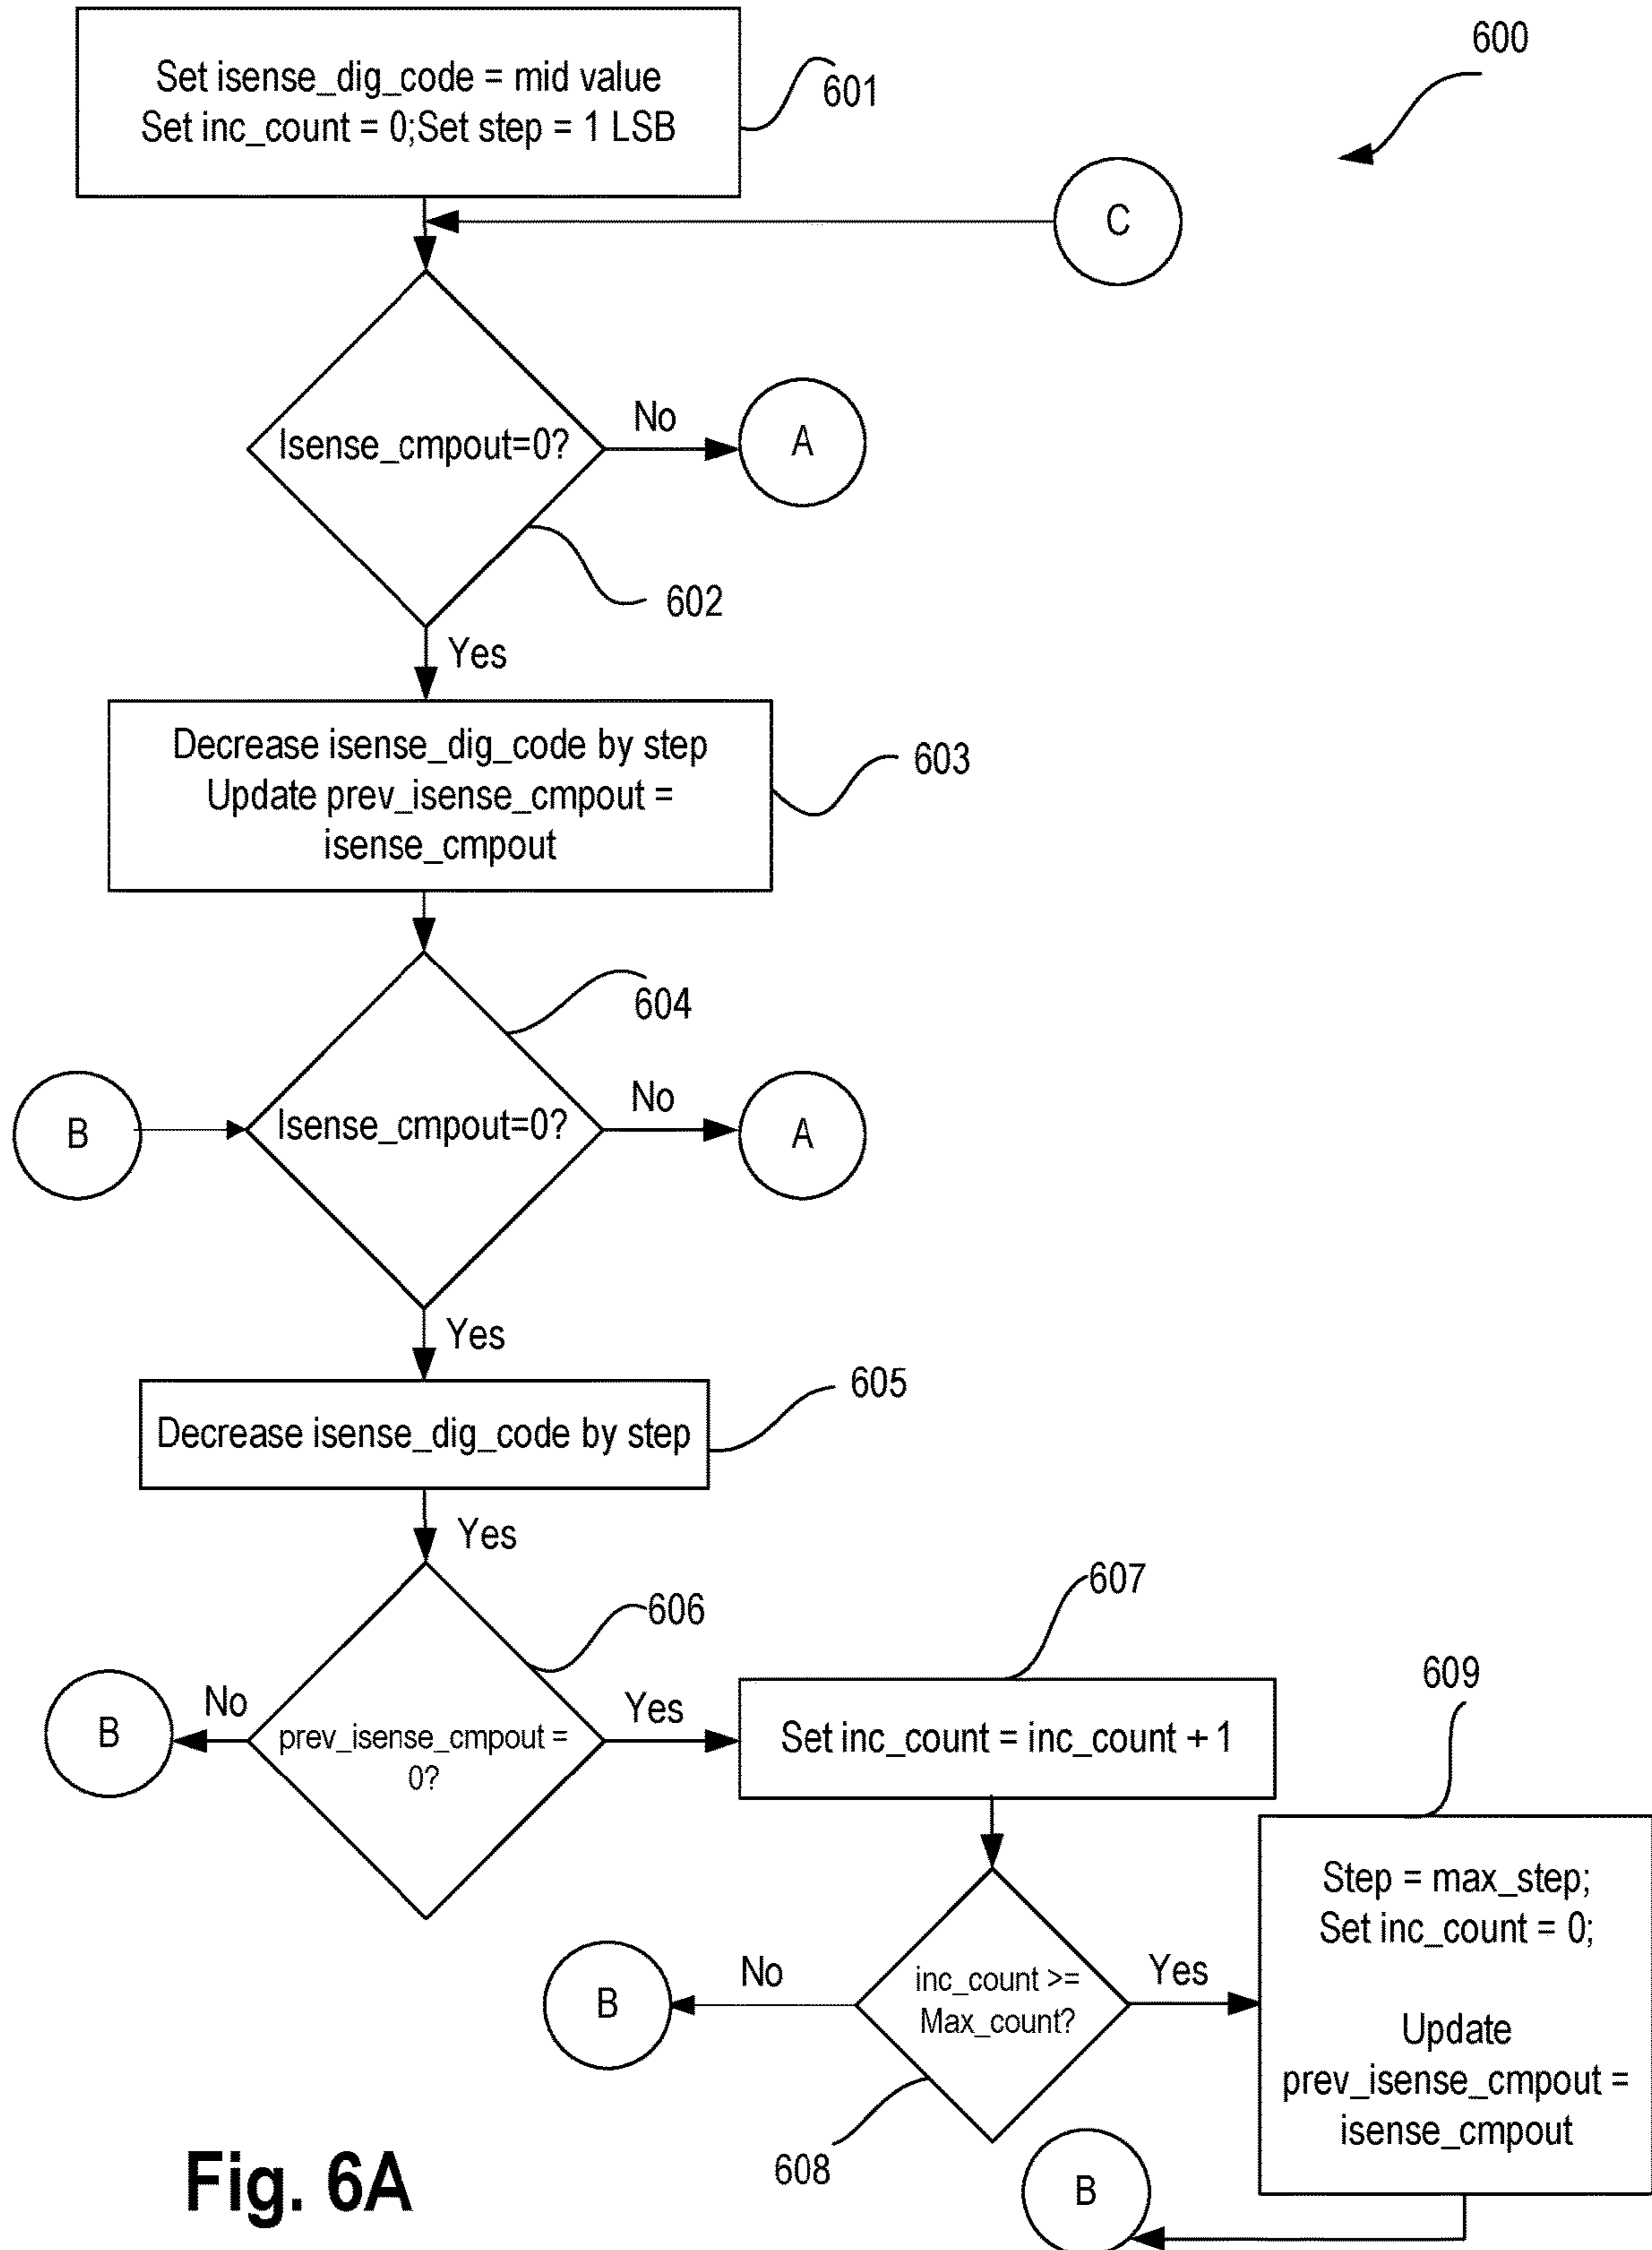 600
Set isense_dig_code = mid value
Set inc_count = 0;Set step = 1 LSB
601
C
Isense_cmpout=0?
No
A
602
Yes
Decrease isense_dig_code by step
Update prev_isense_cmpout =
isense_cmpout
603
604
B
Isense_cmpout=0?
No
A
Yes
605
Decrease isense_dig_code by step
Yes
606
607
B
No
prev_isense_cmpout =
0?
Yes
Set inc_count = inc_count + 1
609
Step = max_step;
Set inc_count = 0;
Update
prev_isense_cmpout =
isense_cmpout
B
No
inc_count >=
Max_count?
Yes
608
B
Fig. 6A